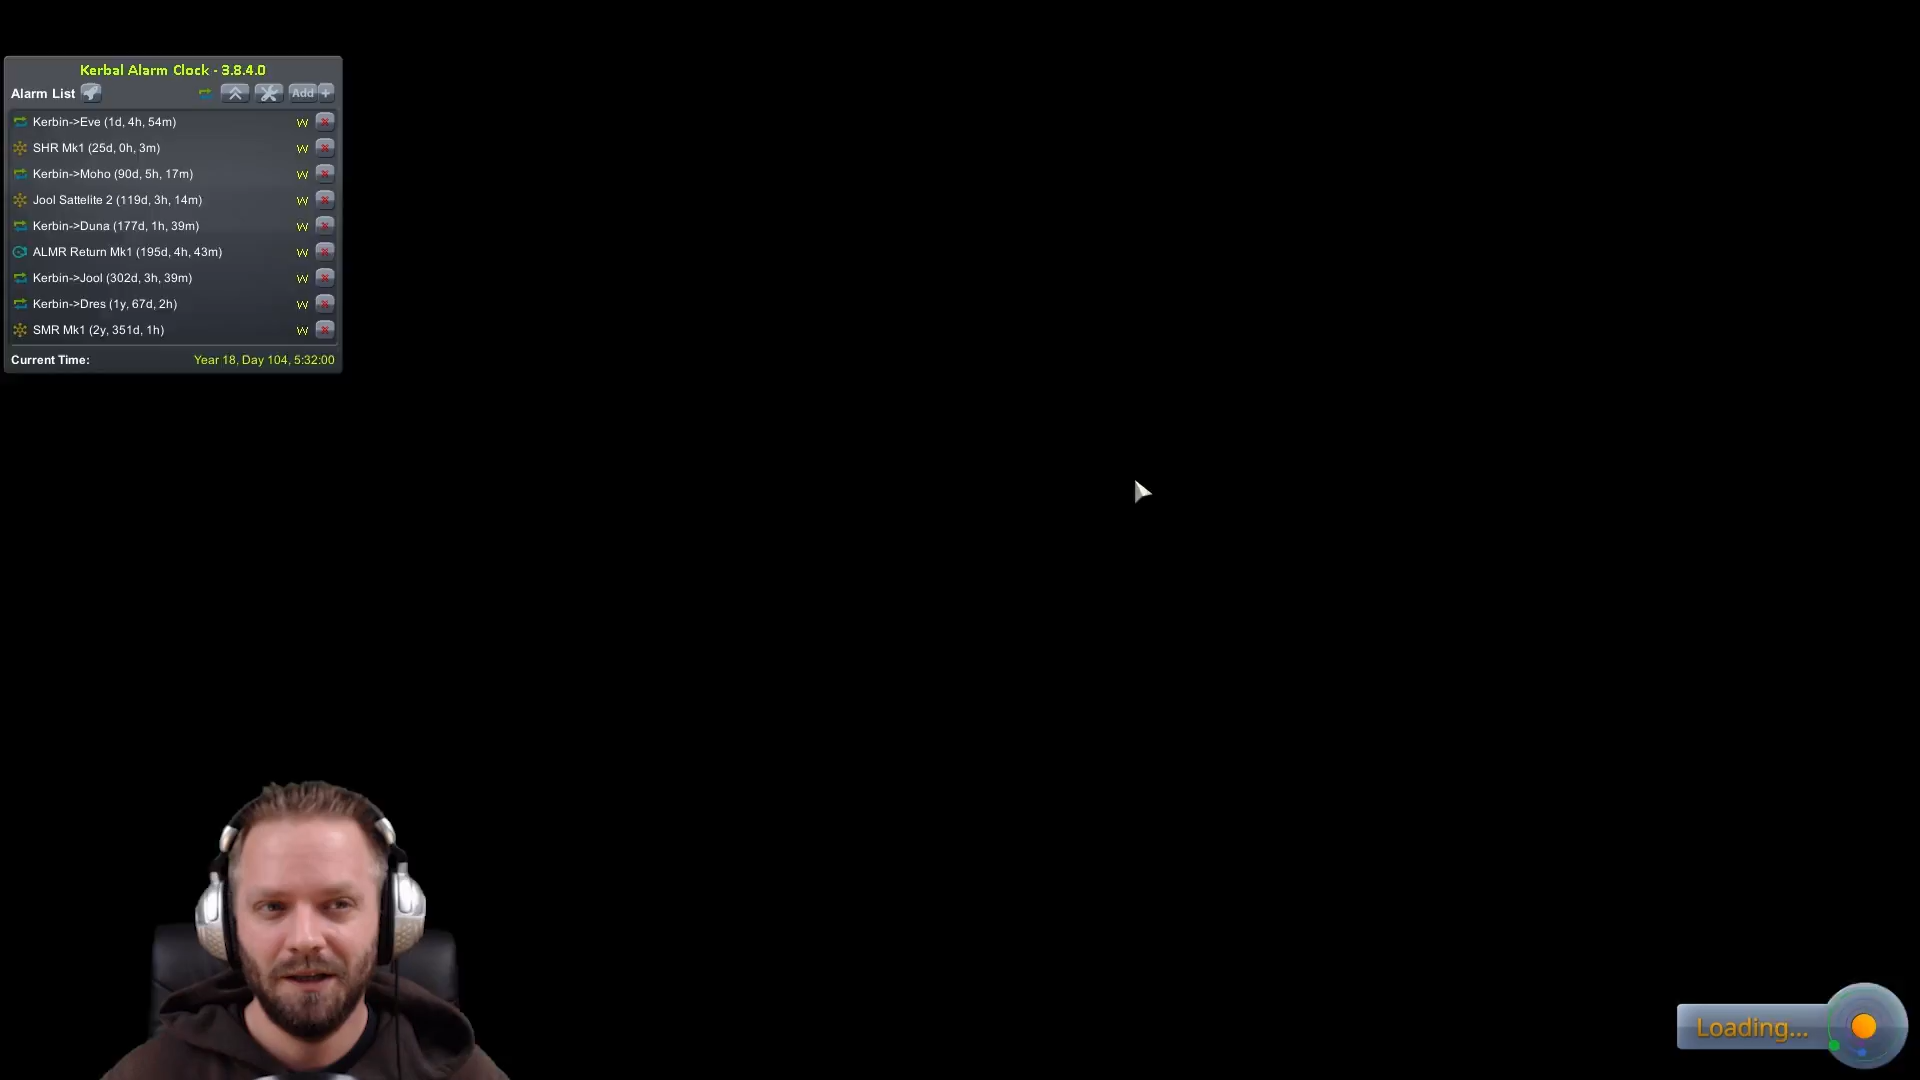 Kerbal Alarm Clock - 3.8.4.0
Alarm List Add +
Kerbin->Eve (1d, 4h, 54m) W
SHR Mk1 (25d, 0h, 3m) W
Kerbin->Moho (90d, 5h, 17m) W
Jool Sattelite 2 (119d, 3h, 14m) W
Kerbin->Duna (177d, 1h, 39m) W
ALMR Return Mk1 (195d, 4h, 43m) W
Kerbin->Jool (302d, 3h, 39m) W
Kerbin->Dres (1y, 67d, 2h) W
SMR Mk1 (2y, 351d, 1h) W
Current Time: Year 18, Day 104, 5:32:00
Loading...